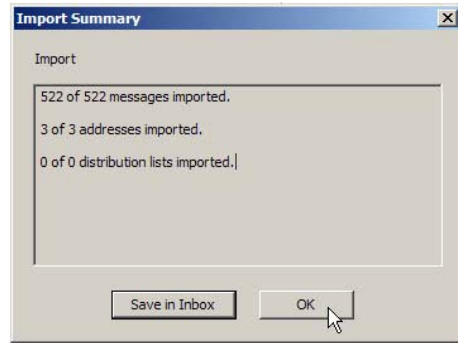 Import Summary
Import
522 of 522 messages imported.
3 of 3 addresses imported.
0 of 0 distribution lists imported.
Save in Inbox
OK